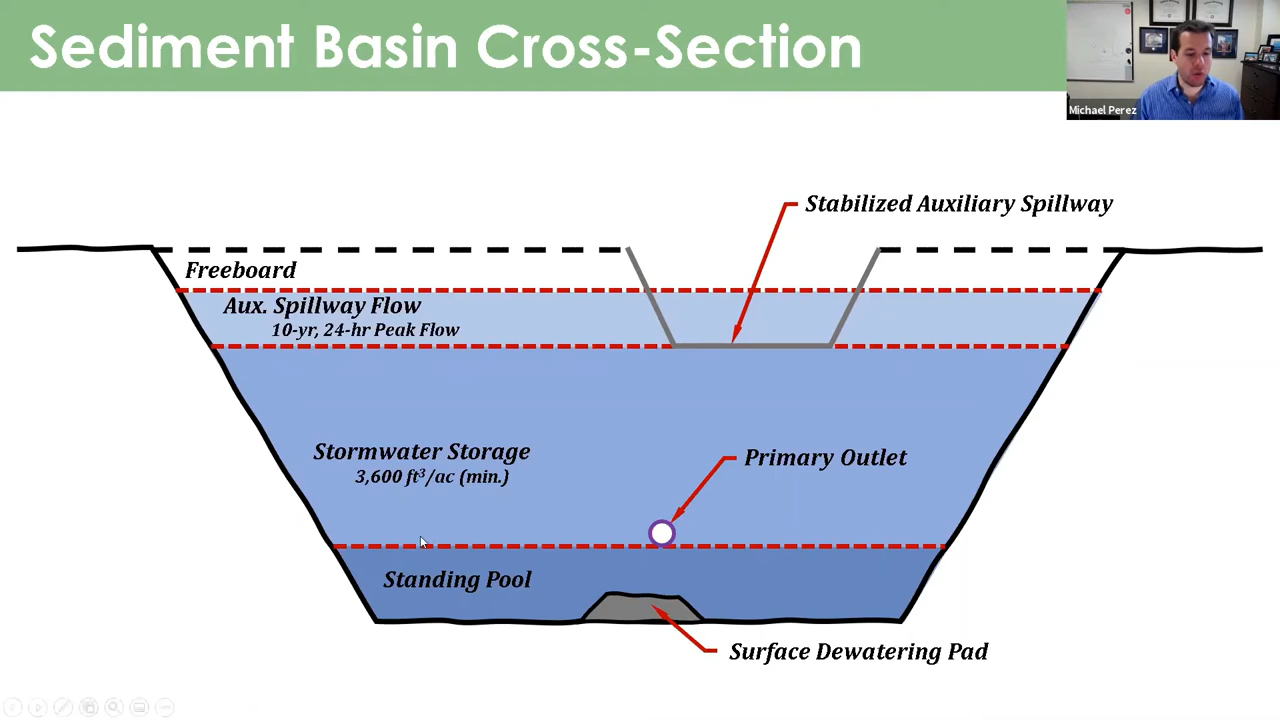 Sediment Basin Cross-Section
Michael Perez
Stabilized Auxiliary Spillway
Freeboard
Aux. Spillway Flow
10-yr, 24-hr Peak Flow
Stormwater Storage
3,600 ft³/ac (min.)
Primary Outlet
Standing Pool
Surface Dewatering Pad